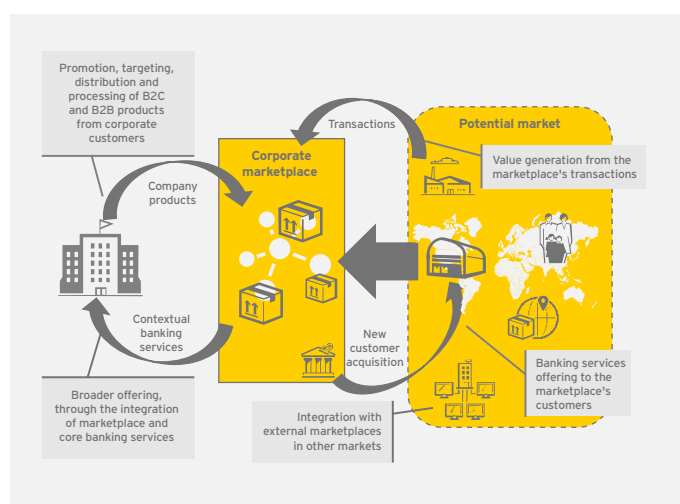 Promotion, targeting,
distribution and
processing of B2C
and B2B products
from corporate
customers
Company
products
Contextual
banking
services
Broader offering,
through the integration
of marketplace and
core banking services
Corporate
marketplace
Transactions
New
customer
acquisition
Potential market
Value generation from the
marketplace's transactions
Banking services
offering to the
marketplace's
customers
Integration with
external marketplaces
in other markets